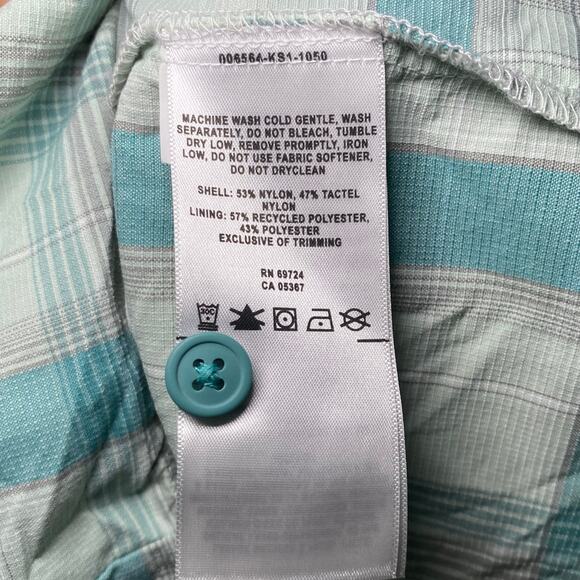 006564-KS1-1050
MACHINE WASH COLD GENTLE, WASH
SEPARATELY, DO NOT BLEACH, TUMBLE
DRY LOW, REMOVE PROMPTLY, IRON
LOW, DO NOT USE FABRIC SOFTENER,
DO NOT DRYCLEAN
SHELL: 53% NYLON, 47% TACTEL
NYLON
LINING: 57% RECYCLED POLYESTER,
43% POLYESTER
EXCLUSIVE OF TRIMMING
RN 69724
CA 05367
30C